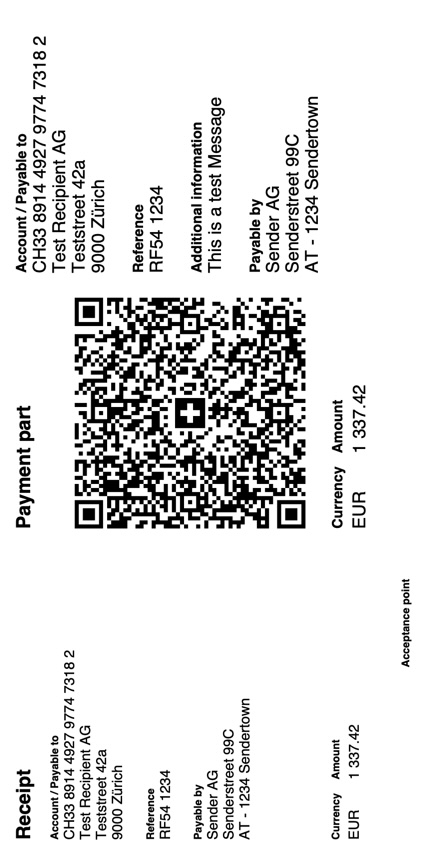 Receipt
Account / Payable to
CH33 8914 4927 9774 7318 2
Test Recipient AG
Teststreet 42a
9000 Zürich
Reference
RF54 1234
Payable by
Sender AG
Senderstreet 99C
AT - 1234 Sendertown
Currency Amount
EUR 1 337.42
Acceptance point
Payment part
Currency Amount
EUR 1 337.42
Account / Payable to
CH33 8914 4927 9774 7318 2
Test Recipient AG
Teststreet 42a
9000 Zürich
Reference
RF54 1234
Additional information
This is a test Message
Payable by
Sender AG
Senderstreet 99C
AT - 1234 Sendertown